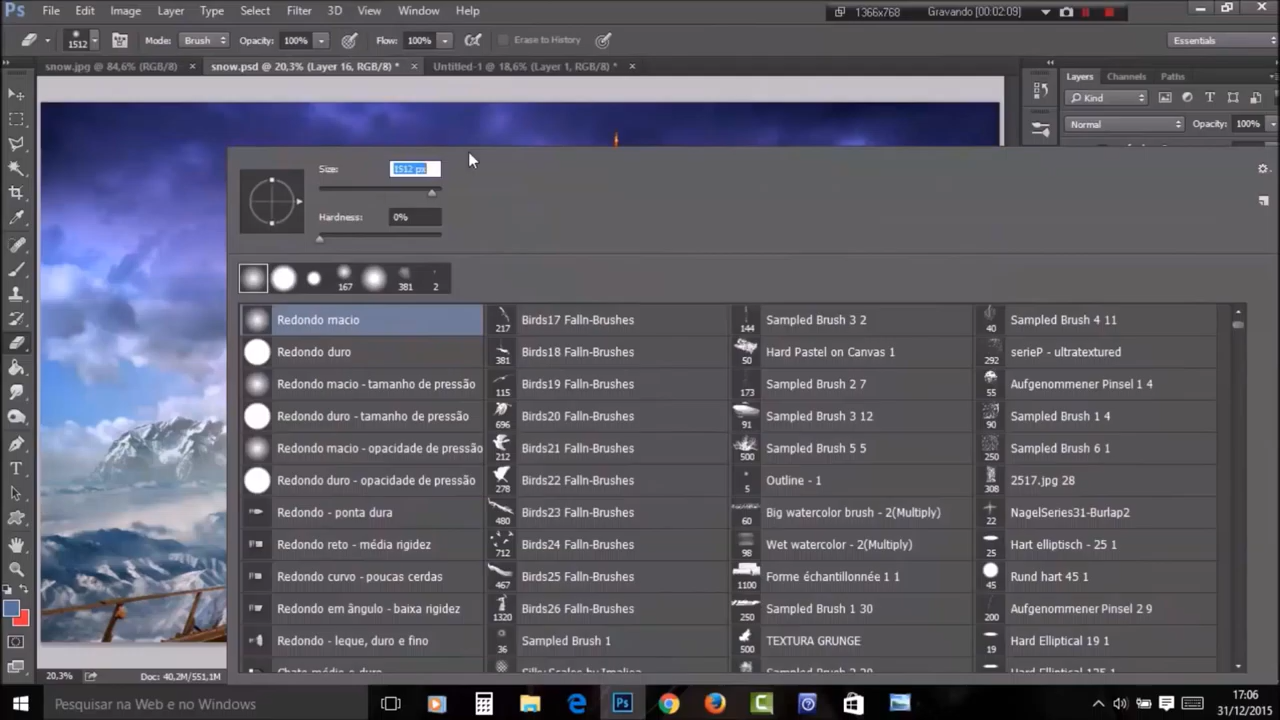 Ps File Edit Image Layer Type Select Filter 3D View Window Help 1366x768 Gravando [00:02:09]
1512 Mode: Brush Opacity: 100% Flow: 100% Erase to History Essentials
snow.jpg @ 84,6% (RGB/8) × snow.psd @ 20,3% (Layer 16, RGB/8) * × Untitled-1 @ 18,6% (Layer 1, RGB/8) * ×
Layers Channels Paths
Kind
Normal Opacity: 100%
Size: 1512 px
Hardness: 0%
167 381 2
Redondo macio
Redondo duro
Redondo macio - tamanho de pressão
Redondo duro - tamanho de pressão
Redondo macio - opacidade de pressão
Redondo duro - opacidade de pressão
Redondo - ponta dura
Redondo reto - média rigidez
Redondo curvo - poucas cerdas
Redondo em ângulo - baixa rigidez
Redondo - leque, duro e fino
Chato médio e duro
217 Birds17 Falln-Brushes
381 Birds18 Falln-Brushes
115 Birds19 Falln-Brushes
696 Birds20 Falln-Brushes
212 Birds21 Falln-Brushes
278 Birds22 Falln-Brushes
480 Birds23 Falln-Brushes
712 Birds24 Falln-Brushes
467 Birds25 Falln-Brushes
1320 Birds26 Falln-Brushes
36 Sampled Brush 1
144 Sampled Brush 3 2
50 Hard Pastel on Canvas 1
173 Sampled Brush 2 7
91 Sampled Brush 3 12
500 Sampled Brush 5 5
5 Outline - 1
60 Big watercolor brush - 2(Multiply)
98 Wet watercolor - 2(Multiply)
1100 Forme échantillonnée 1 1
250 Sampled Brush 1 30
500 TEXTURA GRUNGE
40 Sampled Brush 4 11
292 serieP - ultratextured
55 Aufgenommener Pinsel 1 4
90 Sampled Brush 1 4
250 Sampled Brush 6 1
308 2517.jpg 28
22 NagelSeries31-Burlap2
25 Hart elliptisch - 25 1
45 Rund hart 45 1
200 Aufgenommener Pinsel 2 9
19 Hard Elliptical 19 1
20,3% Doc: 40,2M/551,1M
Pesquisar na Web e no Windows
17:06
31/12/2015